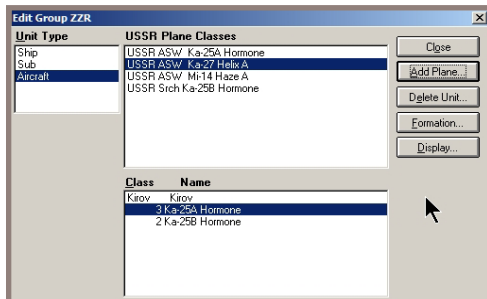 Edit Group ZZR
Unit Type
Ship
Sub
Aircraft
USSR Plane Classes
USSR ASW Ka-25A Hormone
USSR ASW Ka-27 Helix A
USSR ASW Mi-14 Haze A
USSR Srch Ka-25B Hormone
Close
Add Plane...
Delete Unit...
Formation...
Display...
Class Name
Kirov Kirov
3 Ka-25A Hormone
2 Ka-25B Hormone